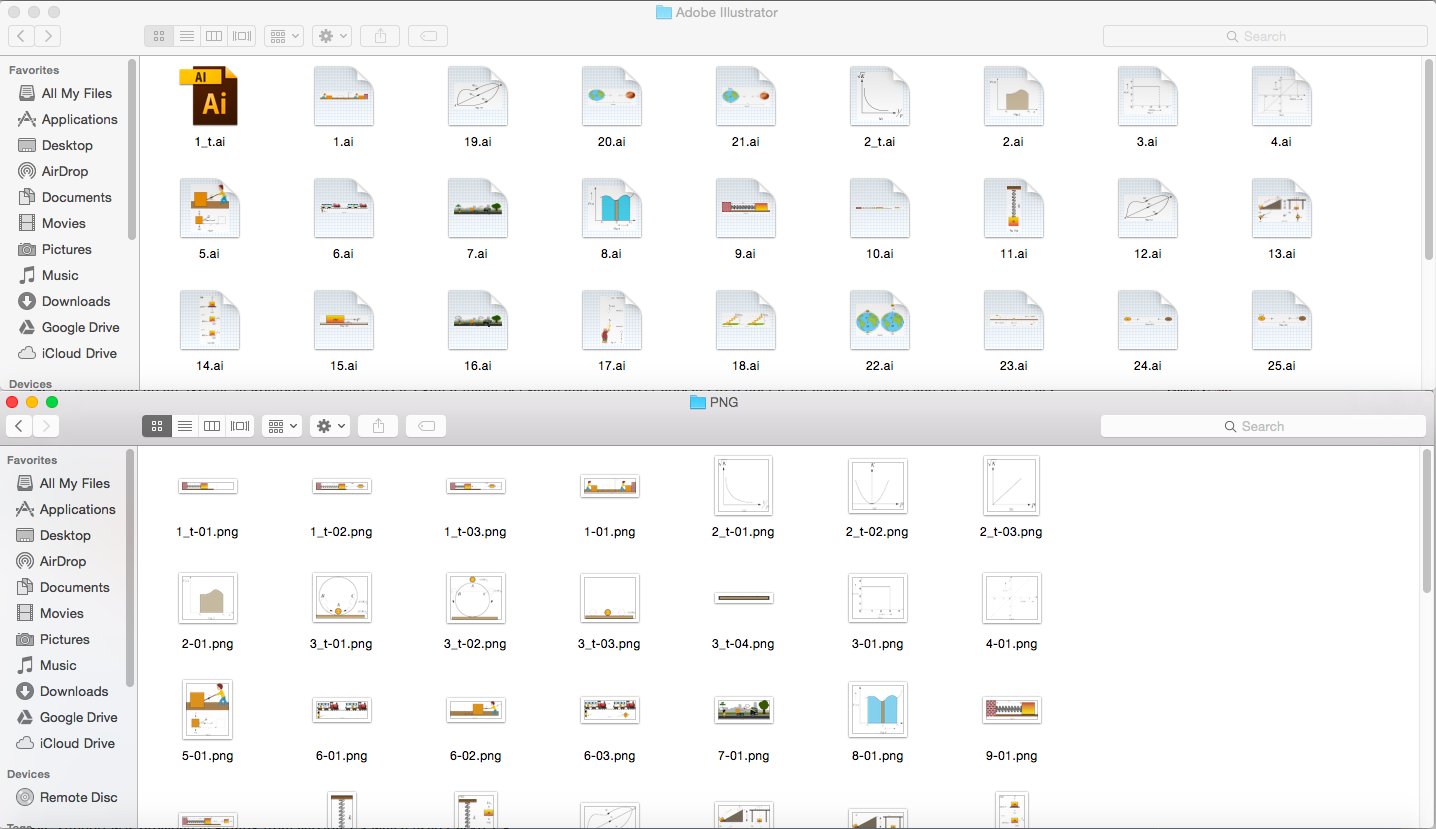 Adobe Illustrator
Search
Favorites
All My Files
Applications
Desktop
AirDrop
Documents
Movies
Pictures
Music
Downloads
Google Drive
iCloud Drive
Devices
AI
Ai
1_t.ai 1.ai 19.ai 20.ai 21.ai 2_t.ai 2.ai 3.ai 4.ai
5.ai 6.ai 7.ai 8.ai 9.ai 10.ai 11.ai 12.ai 13.ai
14.ai 15.ai 16.ai 17.ai 18.ai 22.ai 23.ai 24.ai 25.ai
PNG
Search
Favorites
All My Files
Applications
Desktop
AirDrop
Documents
Movies
Pictures
Music
Downloads
Google Drive
iCloud Drive
Devices
Remote Disc
1_t-01.png 1_t-02.png 1_t-03.png 1-01.png 2_t-01.png 2_t-02.png 2_t-03.png
2-01.png 3_t-01.png 3_t-02.png 3_t-03.png 3_t-04.png 3-01.png 4-01.png
5-01.png 6-01.png 6-02.png 6-03.png 7-01.png 8-01.png 9-01.png